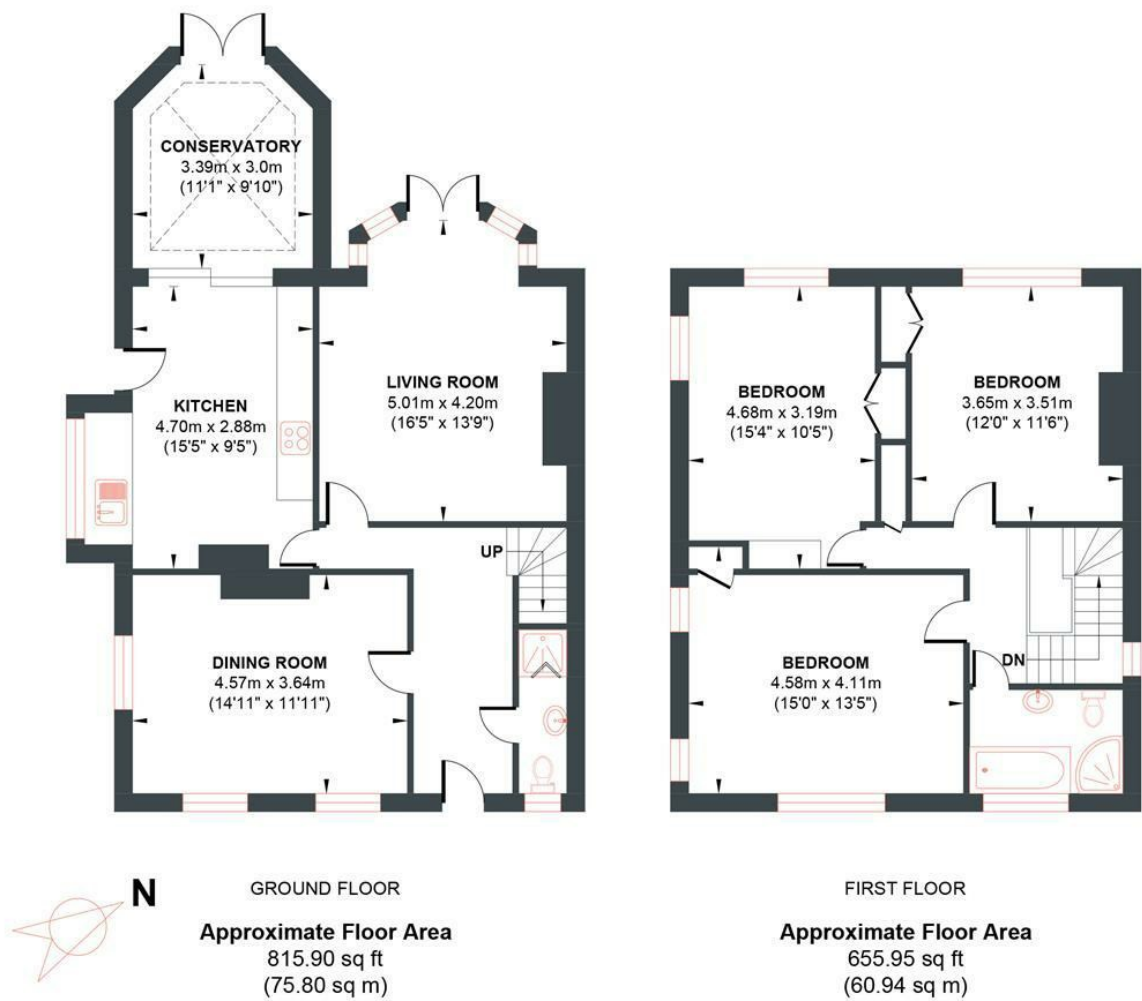 CONSERVATORY
3.39m x 3.0m
(11'1" x 9'10")
LIVING ROOM
5.01m x 4.20m
(16'5" x 13'9")
KITCHEN
4.70m x 2.88m
(15'5" x 9'5")
UP
DINING ROOM
4.57m x 3.64m
(14'11" x 11'11")
BEDROOM
4.68m x 3.19m
(15'4" x 10'5")
BEDROOM
3.65m x 3.51m
(12'0" x 11'6")
BEDROOM
4.58m x 4.11m
(15'0" x 13'5")
DN
N
GROUND FLOOR
Approximate Floor Area
815.90 sq ft
(75.80 sq m)
FIRST FLOOR
Approximate Floor Area
655.95 sq ft
(60.94 sq m)